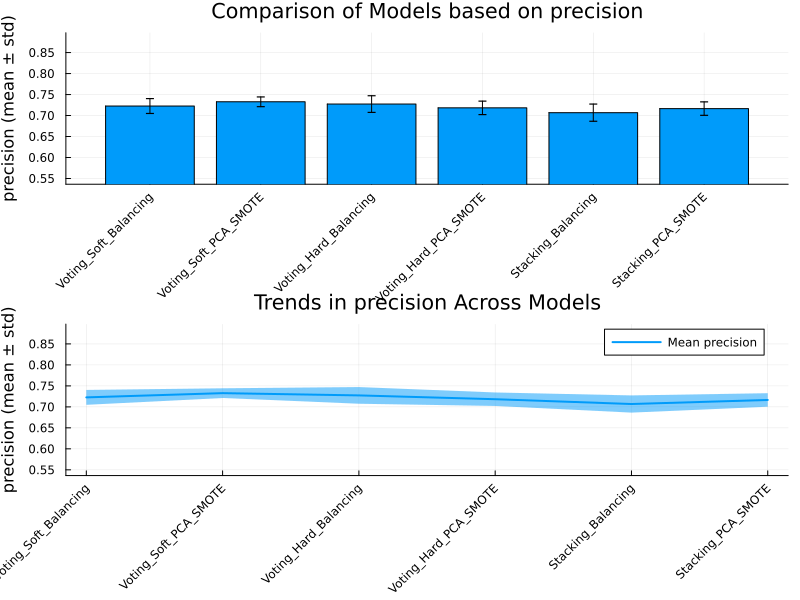 Comparison of Models based on precision
precision (mean ± std)
0.85
0.80
0.75
0.70
0.65
0.60
0.55
Voting_Soft_Balancing
Voting_Soft_PCA_SMOTE
Voting_Hard_Balancing
Voting_Hard_PCA_SMOTE
Stacking_Balancing
Stacking_PCA_SMOTE
Trends in precision Across Models
precision (mean ± std)
Mean precision
0.85
0.80
0.75
0.70
0.65
0.60
0.55
oting_Soft_Balancing
Voting_Soft_PCA_SMOTE
Voting_Hard_Balancing
Voting_Hard_PCA_SMOTE
Stacking_Balancing
Stacking_PCA_SMOTE